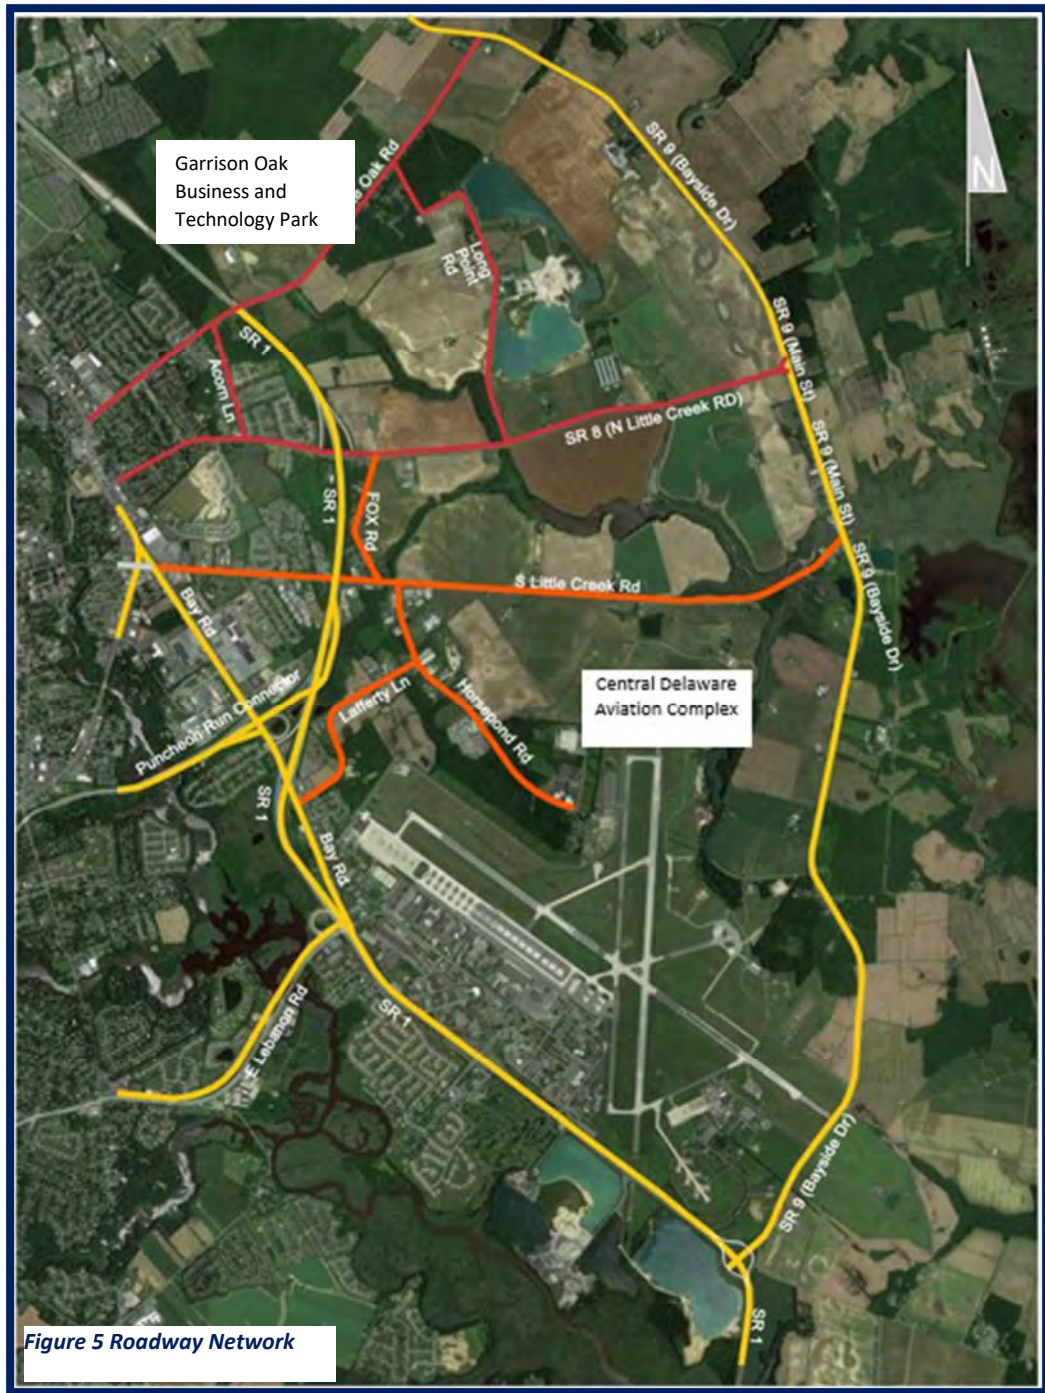 SR 9 (Bayside Dr)
Garrison Oak
Business and
Technology Park
Oak Rd
N
Long
Point
Rd
SR 1
Acorn Ln
SR 9 (Main St)
SR 8 (N Little Creek RD)
SR 9 (Main St)
SR 1
FOX Rd
S Little Creek Rd
SR 9 (Bayside Dr)
Bay Rd
Central Delaware
Aviation Complex
Puncheon Run Connector
Lafferty Ln
Horsepond Rd
SR 1
Bay Rd
SR 1
E Lebanon Rd
SR 9 (Bayside Dr)
SR 1
Figure 5 Roadway Network